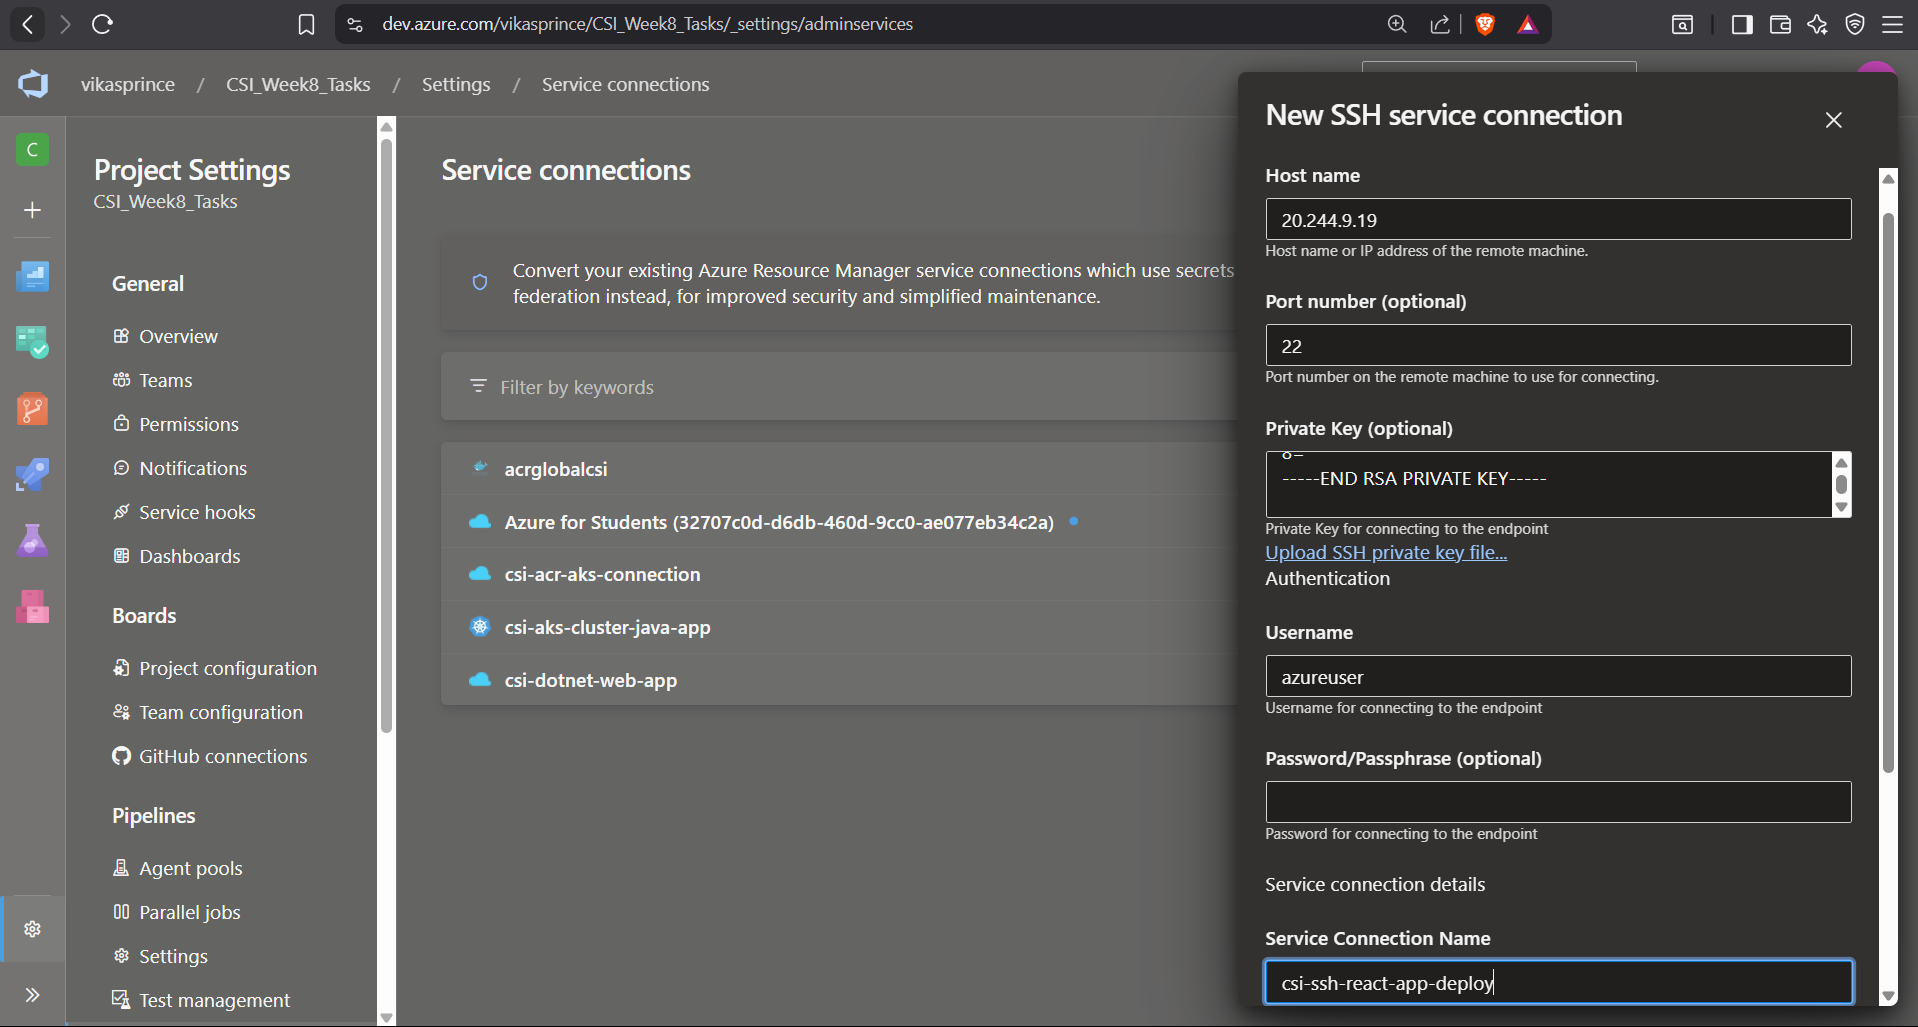 dev.azure.com/vikasprince/CSI_Week8_Tasks/_settings/adminservices
vikasprince / CSI_Week8_Tasks / Settings / Service connections
C
Project Settings
CSI_Week8_Tasks
General
Overview
Teams
Permissions
Notifications
Service hooks
Dashboards
Boards
Project configuration
Team configuration
GitHub connections
Pipelines
Agent pools
Parallel jobs
Settings
Test management
Service connections
Convert your existing Azure Resource Manager service connections which use secrets
federation instead, for improved security and simplified maintenance.
Filter by keywords
acrglobalcsi
Azure for Students (32707c0d-d6db-460d-9cc0-ae077eb34c2a)
csi-acr-aks-connection
csi-aks-cluster-java-app
csi-dotnet-web-app
New SSH service connection
Host name
20.244.9.19
Host name or IP address of the remote machine.
Port number (optional)
22
Port number on the remote machine to use for connecting.
Private Key (optional)
-----END RSA PRIVATE KEY-----
Private Key for connecting to the endpoint
Upload SSH private key file...
Authentication
Username
azureuser
Username for connecting to the endpoint
Password/Passphrase (optional)
Password for connecting to the endpoint
Service connection details
Service Connection Name
csi-ssh-react-app-deploy